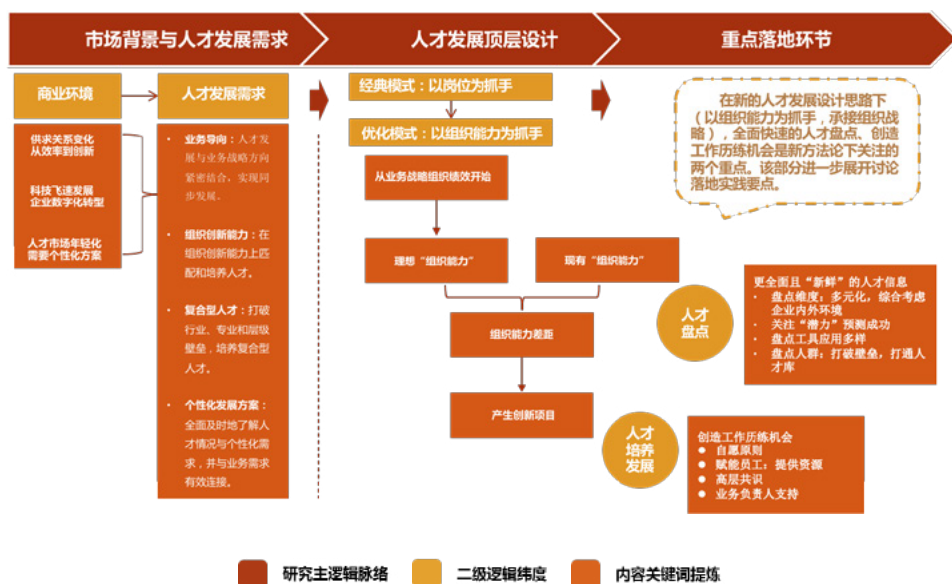 市场背景与人才发展需求
人才发展顶层设计
重点落地环节
商业环境
人才发展需求
供求关系变化
从效率到创新
科技飞速发展
企业数字化转型
人才市场年轻化
需要个性化方案
• 业务导向：人才发
展与业务战略方向
紧密结合，实现同
步发展。
• 组织创新能力：在
组织创新能力上匹
配和培养人才。
• 复合型人才：打破
行业、专业和层级
壁垒，培养复合型
人才。
• 个性化发展方案：
全面及时地了解人
才情况与个性化需
求，并与业务需求
有效连接。
经典模式：以岗位为抓手
优化模式：以组织能力为抓手
从业务战略组织绩效开始
理想“组织能力”
现有“组织能力”
组织能力差距
产生创新项目
在新的人才发展设计思路下
（以组织能力为抓手，承接组织战
略），全面快速的人才盘点、创造
工作历练机会是新方法论下关注的
两个重点。该部分进一步展开讨论
落地实践要点。
人才
盘点
更全面且“新鲜”的人才信息
• 盘点维度：多元化，综合考虑
企业内外环境
• 关注“潜力”预测成功
• 盘点工具应用多样
• 盘点人群：打破壁垒，打通人
才库
人才
培养
发展
创造工作历练机会
● 自愿原则
● 赋能员工：提供资源
● 高层共识
● 业务负责人支持
研究主逻辑脉络
二级逻辑纬度
内容关键词提炼